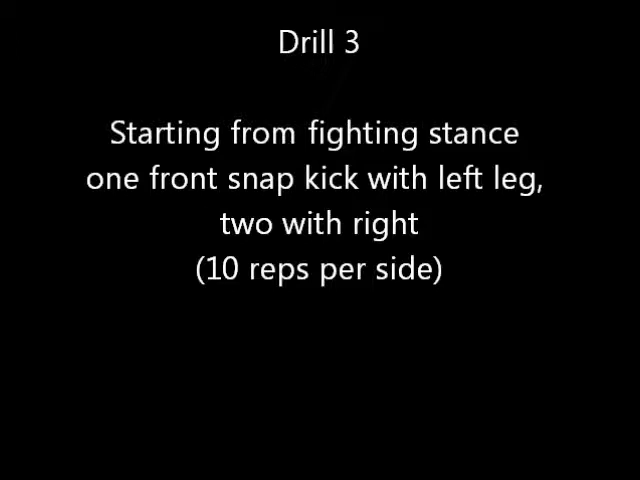 Drill 3
Starting from fighting stance
one front snap kick with left leg,
two with right
(10 reps per side)